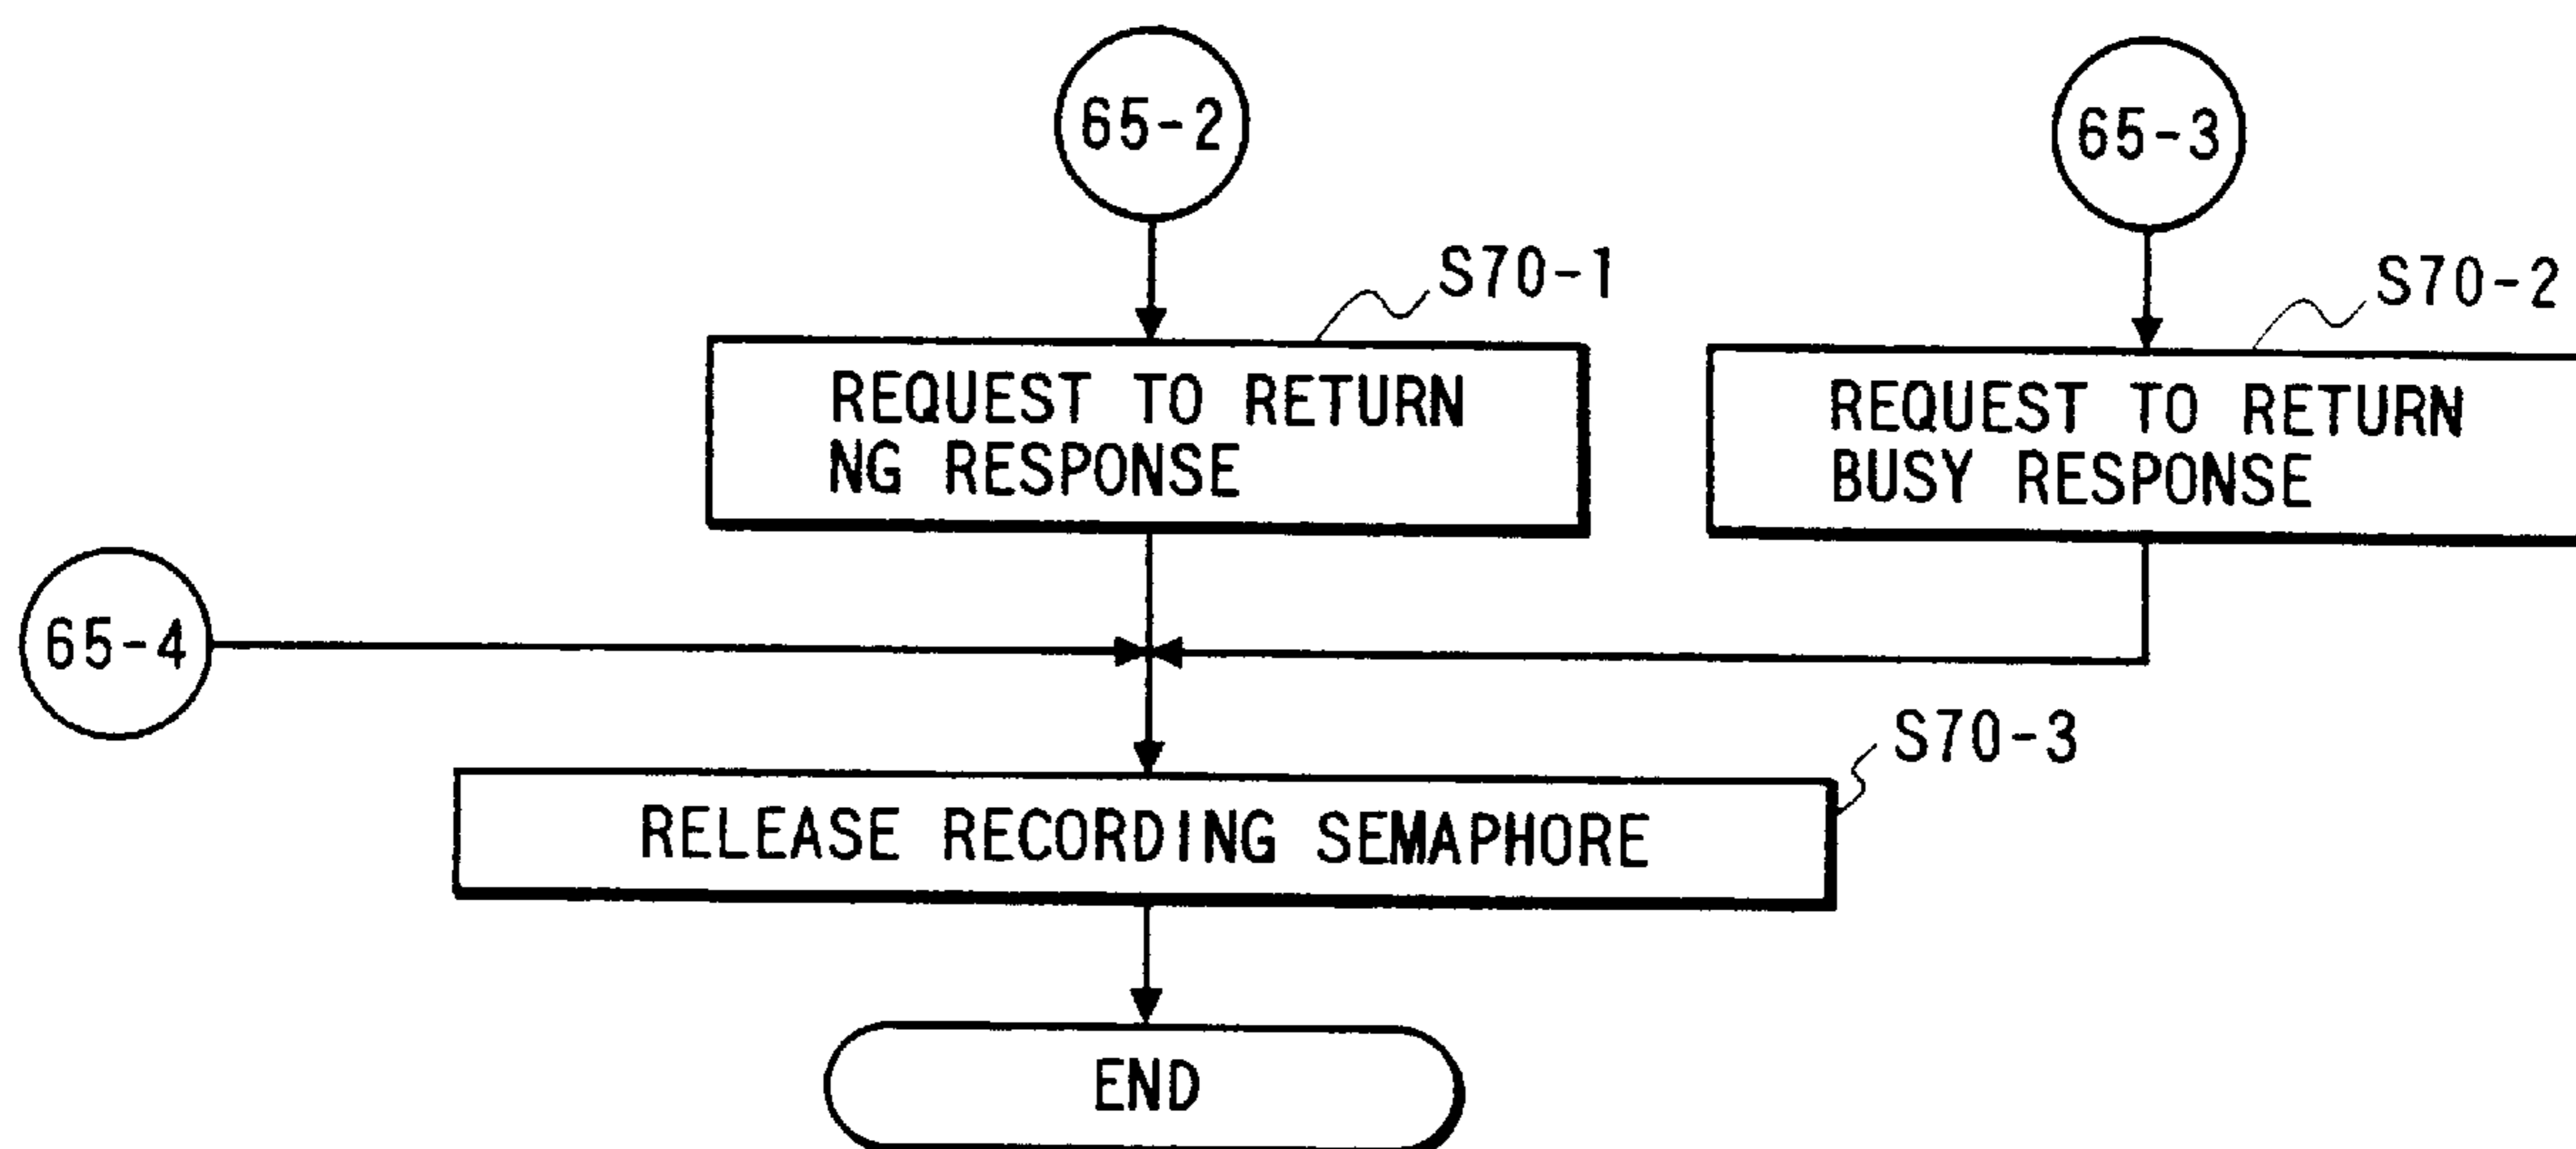 65-2
65-3
S70-1
S70-2
REQUEST TO RETURN
NG RESPONSE
REQUEST TO RETURN
BUSY RESPONSE
65-4
S70-3
RELEASE RECORDING SEMAPHORE
END